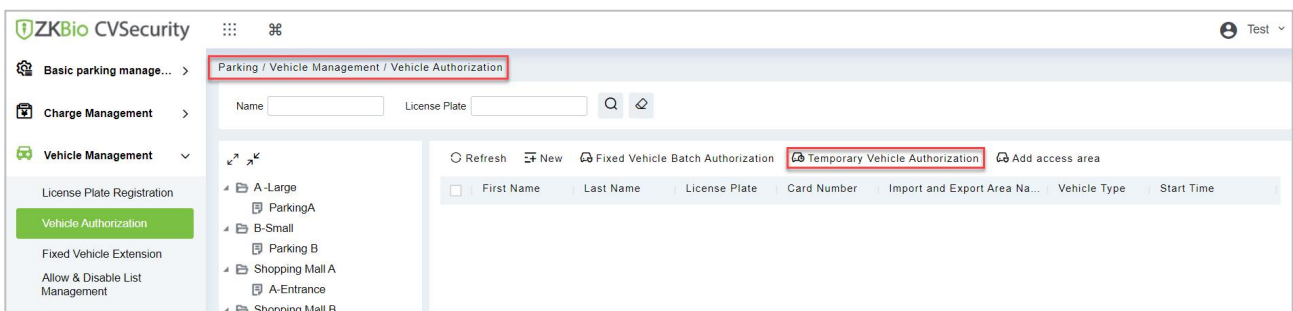 ZKBio CVSecurity
Test
Basic parking manage...
Charge Management
Vehicle Management
License Plate Registration
Vehicle Authorization
Fixed Vehicle Extension
Allow & Disable List
Management
Parking / Vehicle Management / Vehicle Authorization
Name License Plate
A-Large
ParkingA
B-Small
Parking B
Shopping Mall A
A-Entrance
Shopping Mall B
Refresh New Fixed Vehicle Batch Authorization Temporary Vehicle Authorization Add access area
First Name Last Name License Plate Card Number Import and Export Area Na... Vehicle Type Start Time